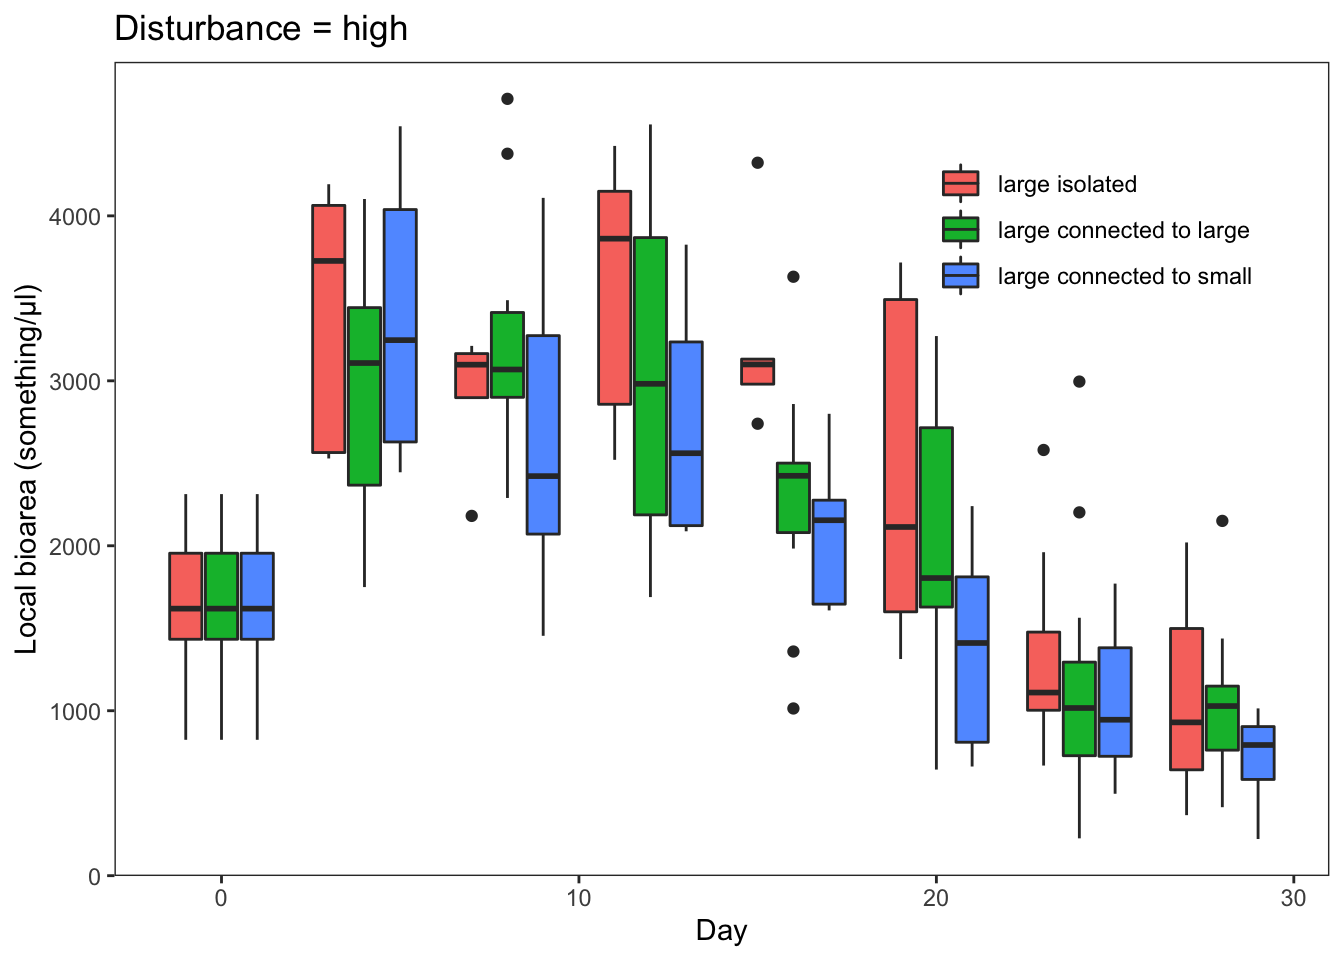 Disturbance = high
Local bioarea (something/µl)
4000
3000
2000
1000
0
large isolated
large connected to large
large connected to small
0
10
20
30
Day